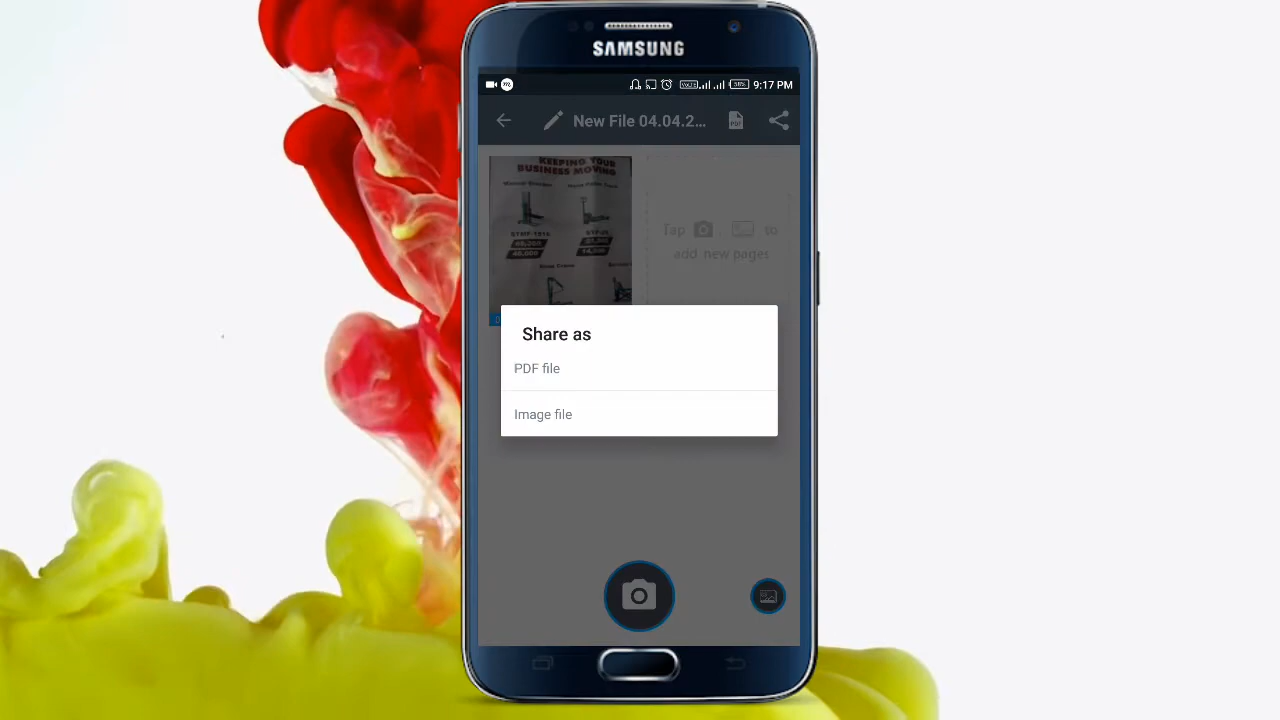 SAMSUNG
9:17 PM
New File 04.04.2...
PDF
KEEPING YOUR
BUSINESS MOVING
Tap , to
add new pages
Share as
PDF file
Image file